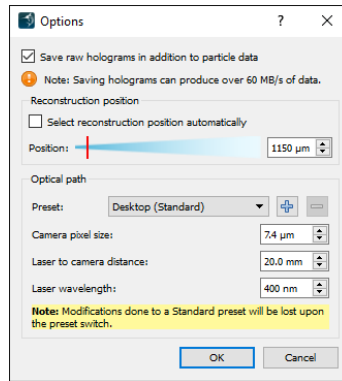 Options ? ×
Save raw holograms in addition to particle data
Note: Saving holograms can produce over 60 MB/s of data.
Reconstruction position
Select reconstruction position automatically
Position: 1150 µm
Optical path
Preset: Desktop (Standard)
Camera pixel size: 7.4 µm
Laser to camera distance: 20.0 mm
Laser wavelength: 400 nm
Note: Modifications done to a Standard preset will be lost upon
the preset switch.
OK Cancel